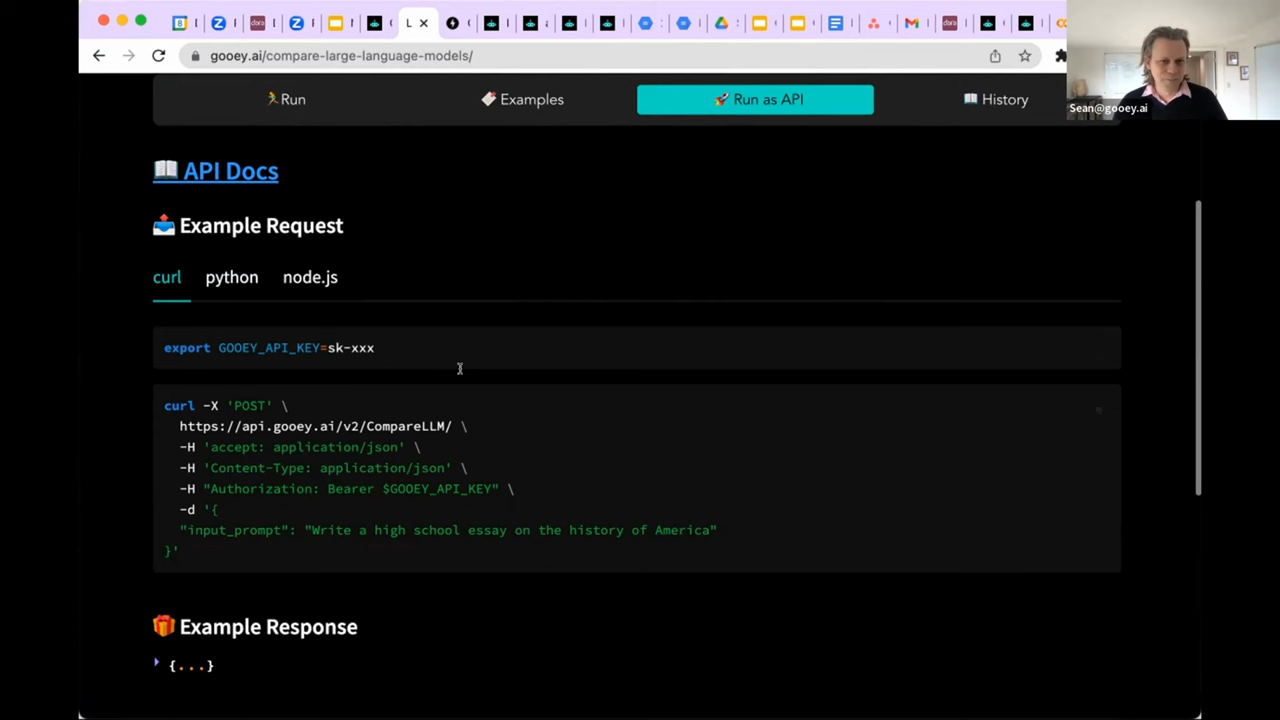 L
gooey.ai/compare-large-language-models/
🏃Run
Examples
🚀 Run as API
📖 History
Sean@gooey.ai
📖 API Docs
📤 Example Request
curl
python
node.js
export GOOEY_API_KEY=sk-xxx
curl -X 'POST' \
https://api.gooey.ai/v2/CompareLLM/ \
-H 'accept: application/json' \
-H 'Content-Type: application/json' \
-H "Authorization: Bearer $GOOEY_API_KEY" \
-d '{
"input_prompt": "Write a high school essay on the history of America"
}'
🎁 Example Response
{...}